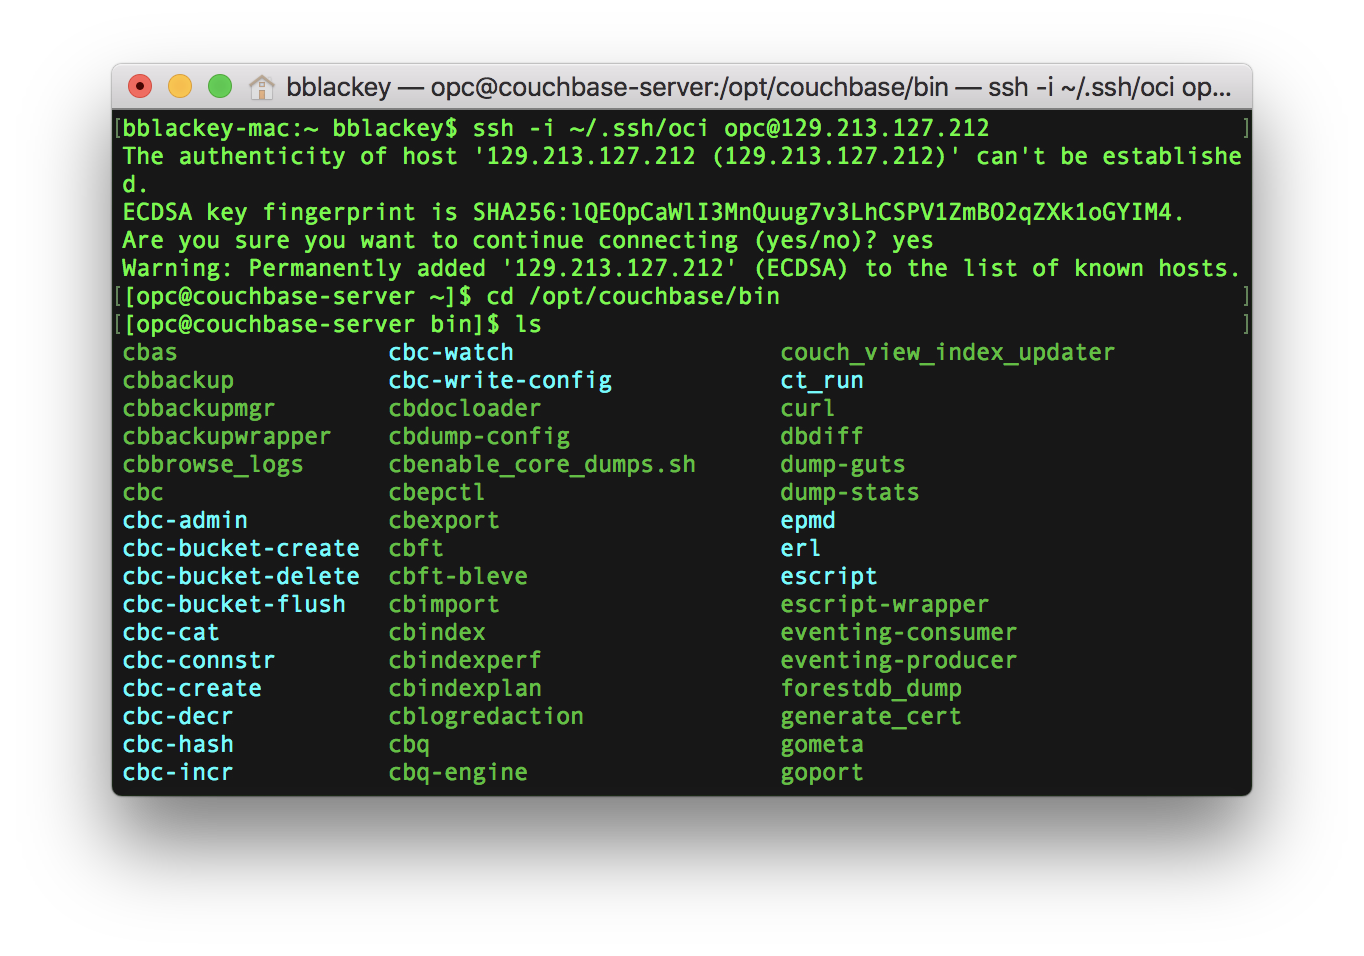 bblackey — opc@couchbase-server:/opt/couchbase/bin — ssh -i ~/.ssh/oci op...
[bblackey-mac:~ bblackey$ ssh -i ~/.ssh/oci opc@129.213.127.212 ]
The authenticity of host '129.213.127.212 (129.213.127.212)' can't be establishe
d.
ECDSA key fingerprint is SHA256:lQEOpCaWlI3MnQuug7v3LhCSPV1ZmBO2qZXk1oGYIM4.
Are you sure you want to continue connecting (yes/no)? yes
Warning: Permanently added '129.213.127.212' (ECDSA) to the list of known hosts.
[[opc@couchbase-server ~]$ cd /opt/couchbase/bin ]
[[opc@couchbase-server bin]$ ls ]
cbas cbc-watch couch_view_index_updater
cbbackup cbc-write-config ct_run
cbbackupmgr cbdocloader curl
cbbackupwrapper cbdump-config dbdiff
cbbrowse_logs cbenable_core_dumps.sh dump-guts
cbc cbepctl dump-stats
cbc-admin cbexport epmd
cbc-bucket-create cbft erl
cbc-bucket-delete cbft-bleve escript
cbc-bucket-flush cbimport escript-wrapper
cbc-cat cbindex eventing-consumer
cbc-connstr cbindexperf eventing-producer
cbc-create cbindexplan forestdb_dump
cbc-decr cblogredaction generate_cert
cbc-hash cbq gometa
cbc-incr cbq-engine goport